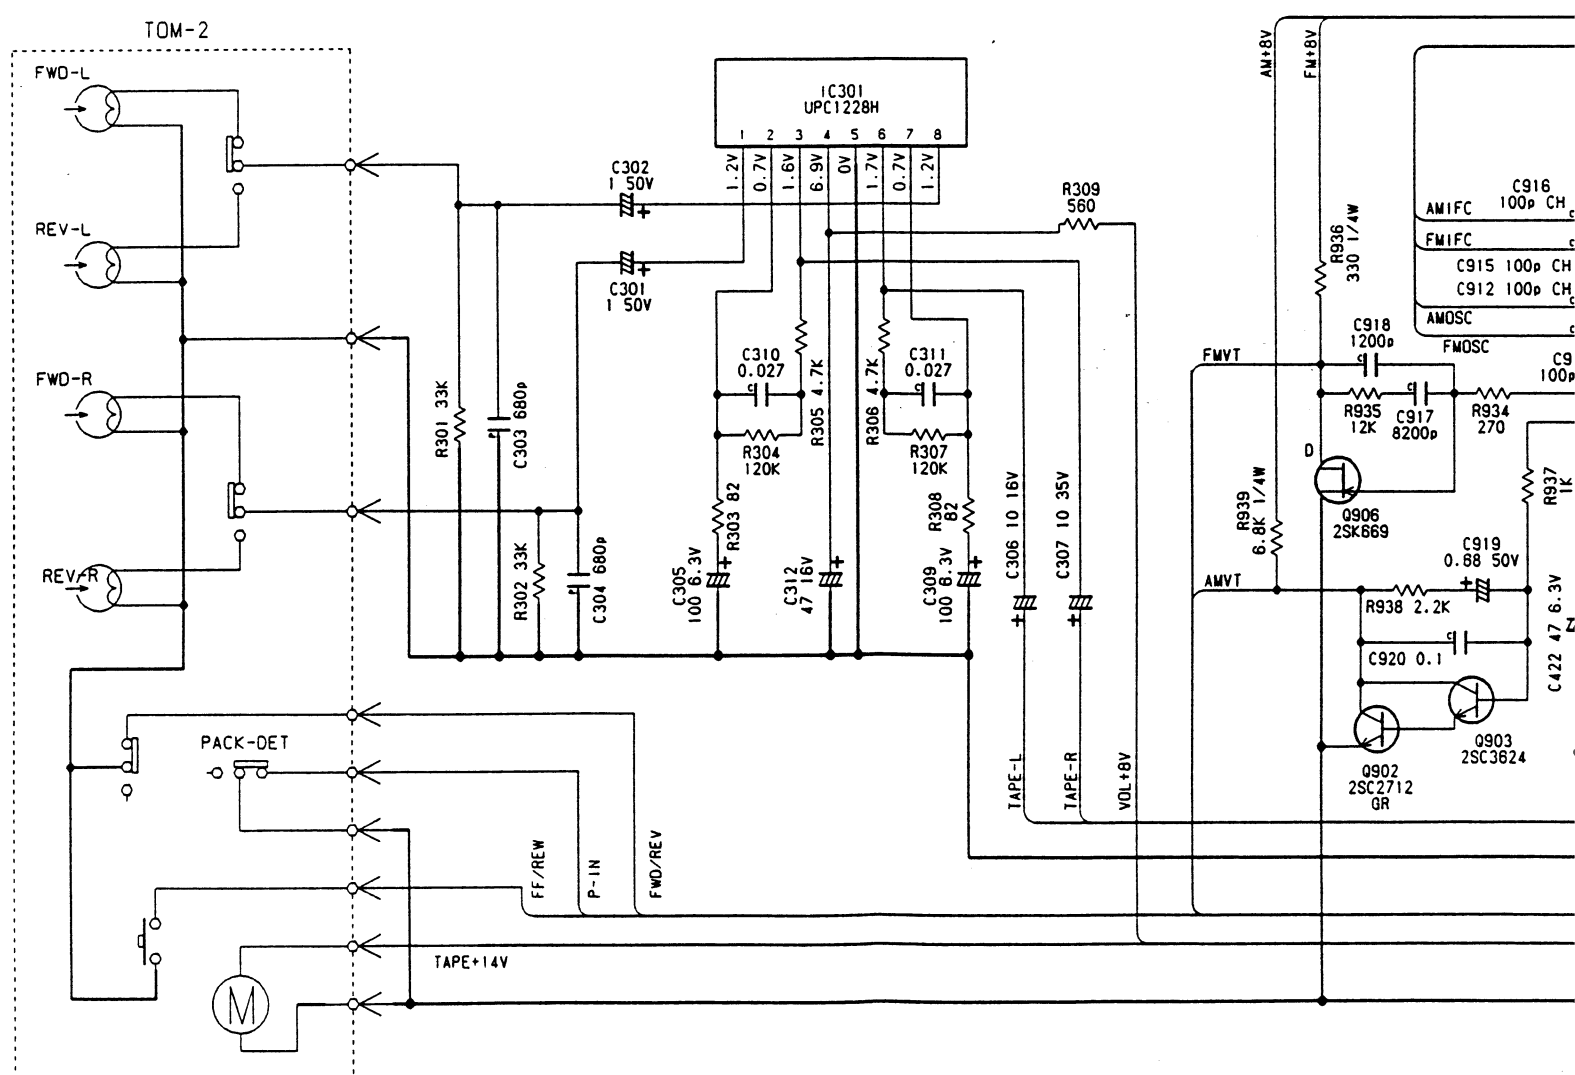 TOM-2
FWD-L
REV-L
FWD-R
REV-R
PACK-DET
M
TAPE+14V
FF/REW
P-IN
FWD/REV
R301 33K
C303 680p
R302 33K
C304 680p
C302
1 50V
C301
1 50V
IC301
UPC1228H
1 2 3 4 5 6 7 8
1.2V
0.7V
1.6V
6.9V
0V
1.7V
0.7V
1.2V
R309
560
C310
0.027
R304
120K
R305 4.7K
R306 4.7K
C311
0.027
R307
120K
R303 82
R308
82
C305
100 6.3V
C312
47 16V
C309
100 6.3V
C306 10 16V
C307 10 35V
TAPE-L
TAPE-R
VOL+8V
AM+8V
FM+8V
R936
330 1/4W
C916
100p CH
AMIFC
FMIFC
C915 100p CH
C912 100p CH
AMOSC
FMOSC
C918
1200p
FMVT
C9
100p
R935
12K
C917
8200p
R934
270
D
Q906
2SK669
R939
6.8K 1/4W
R937
1K
C919
0.68 50V
AMVT
R938 2.2K
C920 0.1
C422 47 6.3V
Q903
2SC3624
Q902
2SC2712
GR